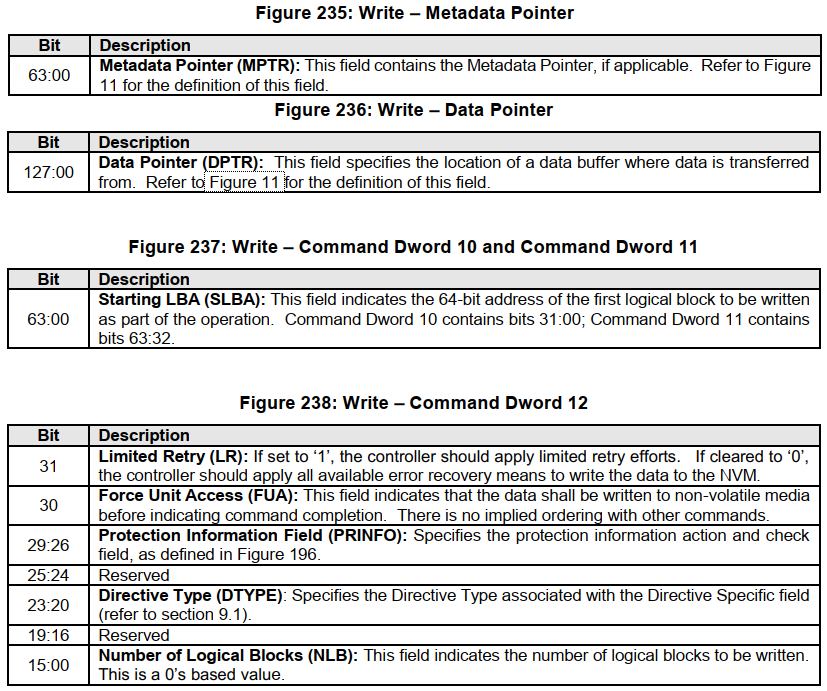 Figure 235: Write – Metadata Pointer
Bit Description
63:00 Metadata Pointer (MPTR): This field contains the Metadata Pointer, if applicable. Refer to Figure
11 for the definition of this field.
Figure 236: Write – Data Pointer
Bit Description
127:00 Data Pointer (DPTR): This field specifies the location of a data buffer where data is transferred
from. Refer to Figure 11 for the definition of this field.
Figure 237: Write – Command Dword 10 and Command Dword 11
Bit Description
63:00 Starting LBA (SLBA): This field indicates the 64-bit address of the first logical block to be written
as part of the operation. Command Dword 10 contains bits 31:00; Command Dword 11 contains
bits 63:32.
Figure 238: Write – Command Dword 12
Bit Description
31 Limited Retry (LR): If set to ‘1’, the controller should apply limited retry efforts. If cleared to ‘0’,
the controller should apply all available error recovery means to write the data to the NVM.
30 Force Unit Access (FUA): This field indicates that the data shall be written to non-volatile media
before indicating command completion. There is no implied ordering with other commands.
29:26 Protection Information Field (PRINFO): Specifies the protection information action and check
field, as defined in Figure 196.
25:24 Reserved
23:20 Directive Type (DTYPE): Specifies the Directive Type associated with the Directive Specific field
(refer to section 9.1).
19:16 Reserved
15:00 Number of Logical Blocks (NLB): This field indicates the number of logical blocks to be written.
This is a 0’s based value.